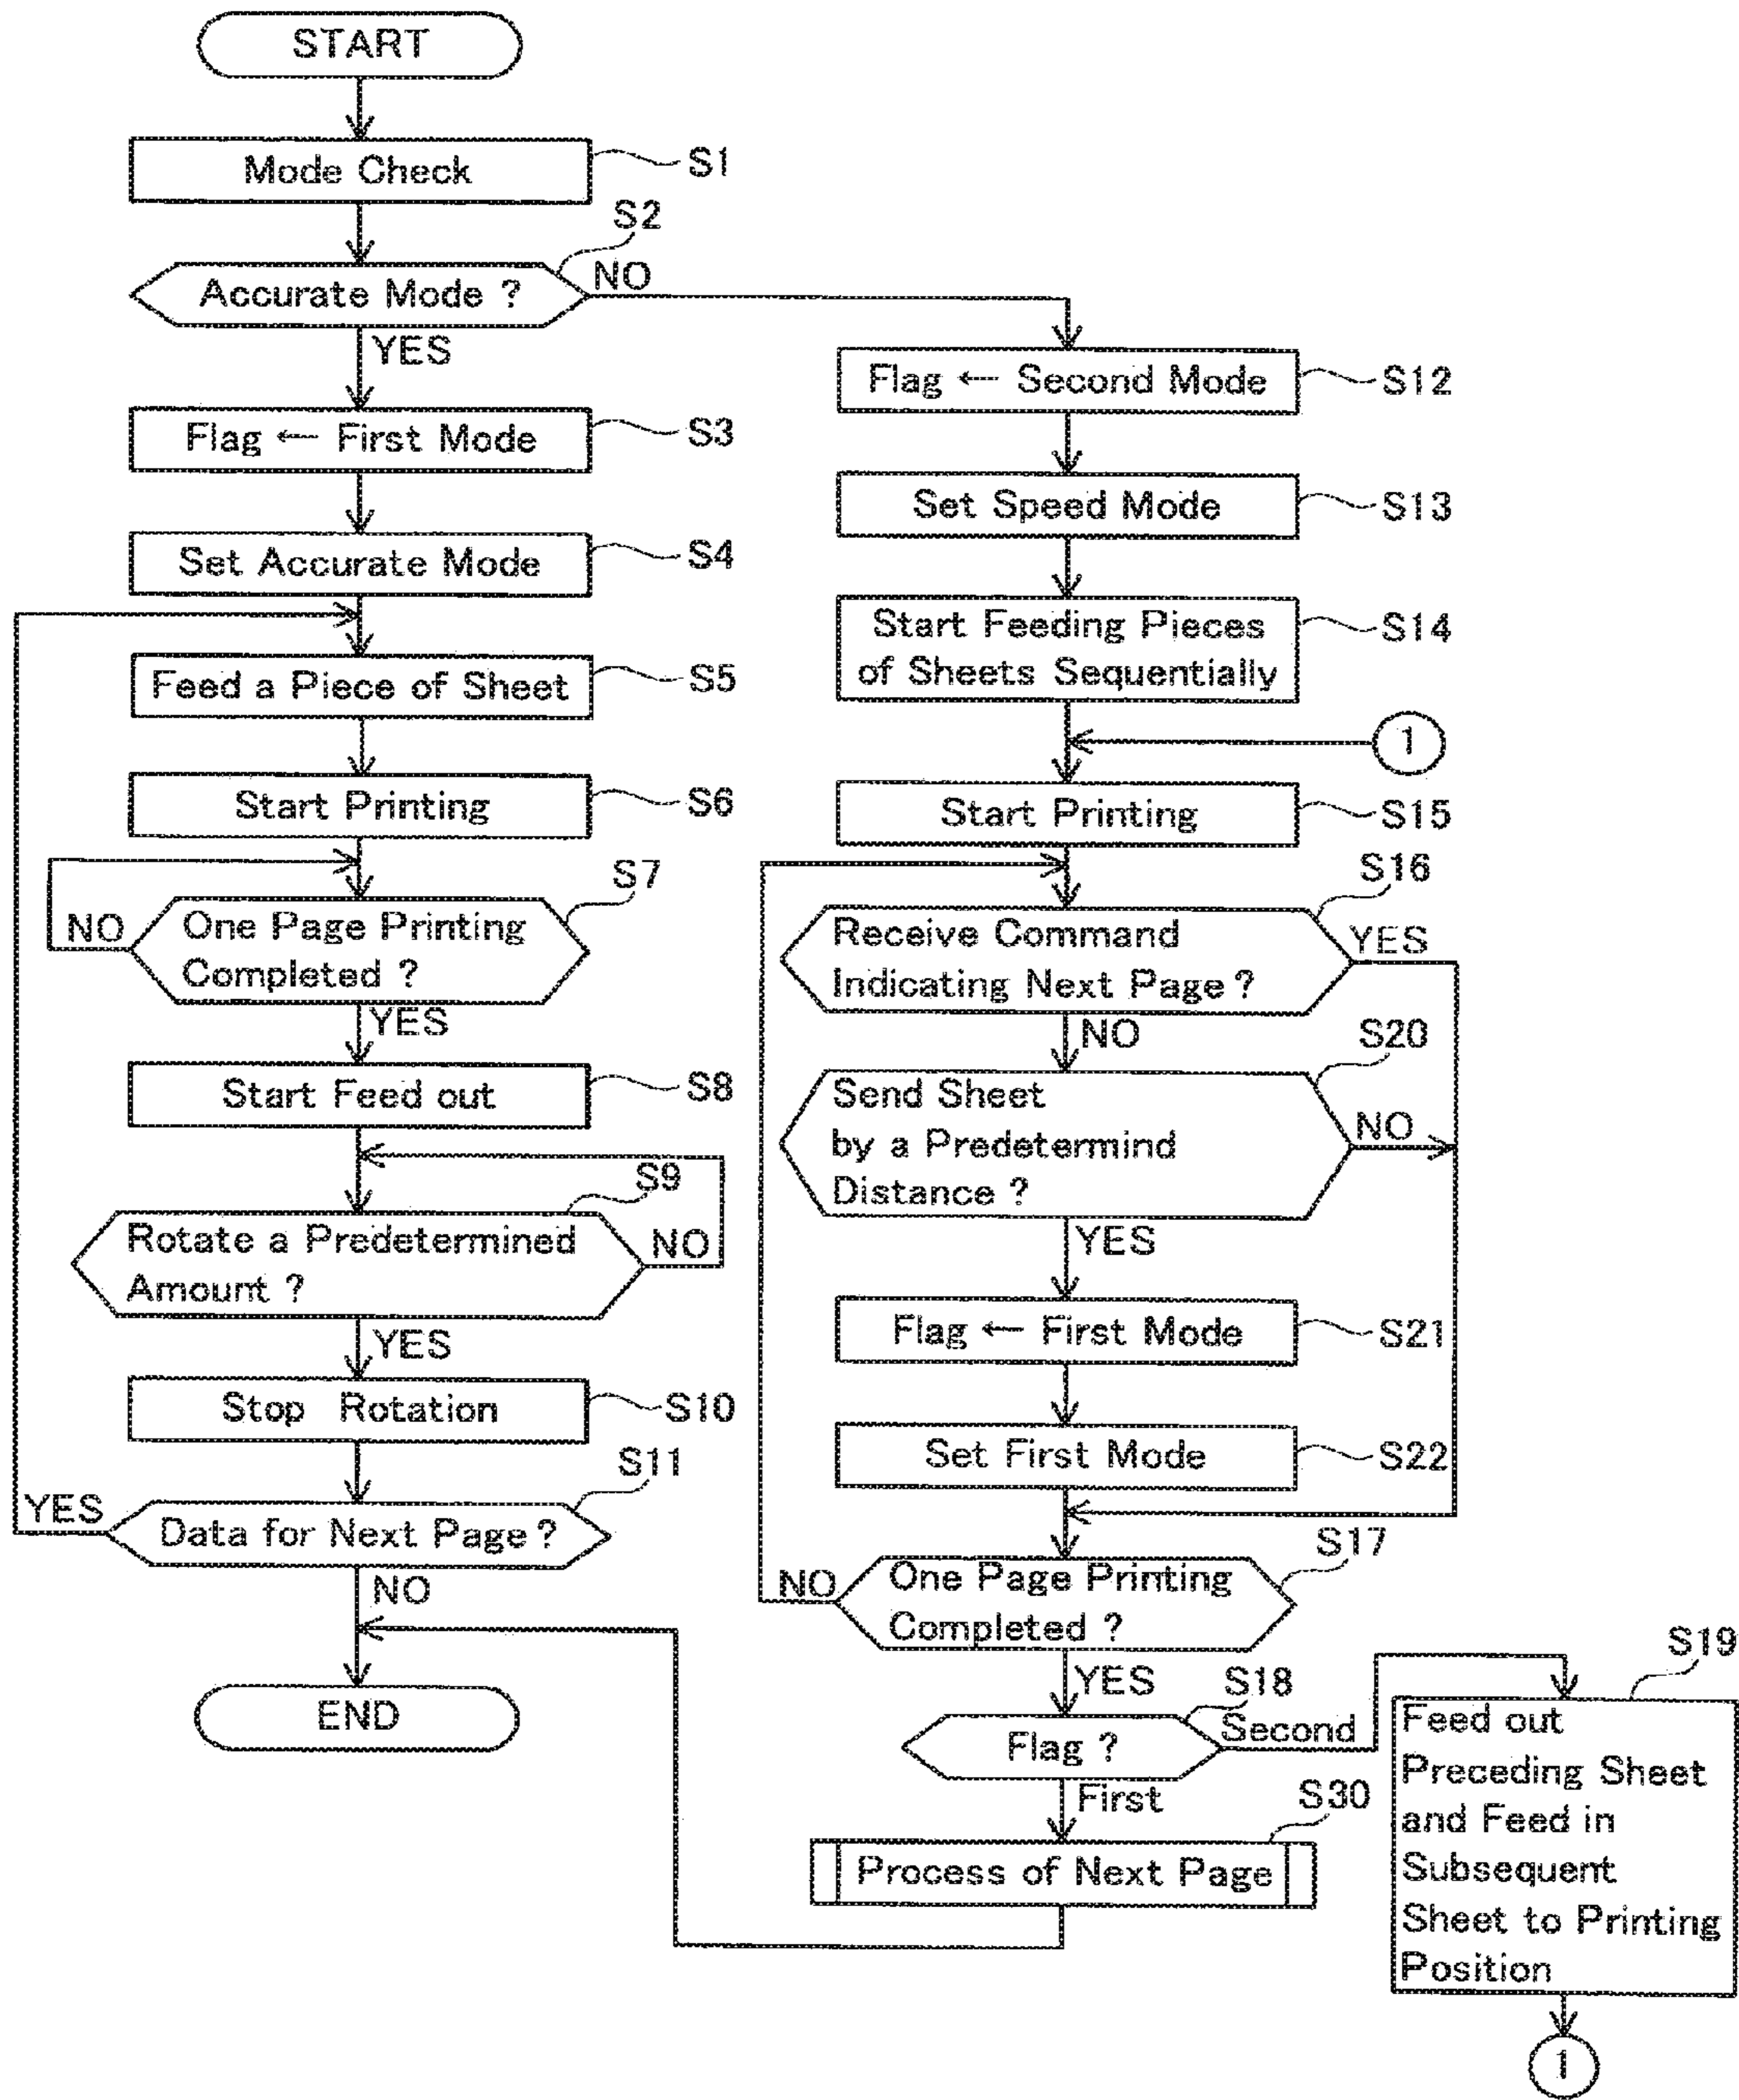 START
Mode Check
S1
S2
Accurate Mode ?
NO
YES
Flag ← First Mode
S3
Set Accurate Mode
S4
Feed a Piece of Sheet
S5
Start Printing
S6
S7
One Page Printing
Completed ?
NO
YES
Start Feed out
S8
S9
Rotate a Predetermined
Amount ?
NO
YES
Stop Rotation
S10
S11
YES
Data for Next Page ?
NO
END
Flag ← Second Mode
S12
Set Speed Mode
S13
Start Feeding Pieces
of Sheets Sequentially
S14
1
Start Printing
S15
S16
Receive Command
Indicating Next Page ?
YES
NO
S20
Send Sheet
by a Predetermind
Distance ?
NO
YES
Flag ← First Mode
S21
Set First Mode
S22
S17
One Page Printing
Completed ?
NO
YES
S18
Flag ?
Second
First
S30
Process of Next Page
S19
Feed out
Preceding Sheet
and Feed in
Subsequent
Sheet to Printing
Position
1